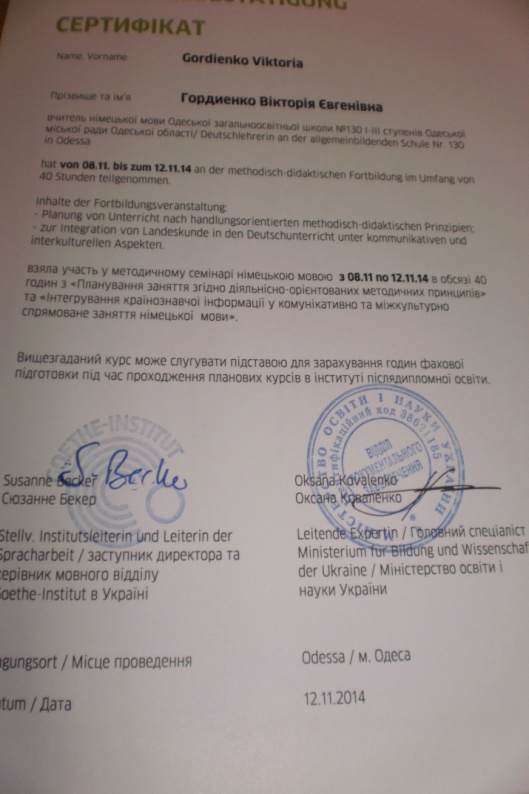 СЕРТИФІКАТ
Name, Vorname Gordienko Viktoria
Прізвище та ім'я Гордиенко Вікторія Євгенівна
вчитель німецької мови Одеської загальноосвітньої школи №130 І-ІІІ ступенів Одеської
міської ради Одеської області/ Deutschlehrerin an der allgemeinbildenden Schule Nr. 130
in Odessa
hat von 08.11. bis zum 12.11.14 an der methodisch-didaktischen Fortbildung im Umfang von
40 Stunden teilgenommen.
Inhalte der Fortbildungsveranstaltung:
- Planung von Unterricht nach handlungsorientierten methodisch-didaktischen Prinzipien;
- zur Integration von Landeskunde in den Deutschunterricht unter kommunikativen und
interkulturellen Aspekten.
взяла участь у методичному семінарі німецькою мовою з 08.11 по 12.11.14 в обсязі 40
годин з «Планування заняття згідно діяльнісно-орієнтованих методичних принципів»
та «Інтегрування країнознавчої інформації у комунікативно та міжкультурно
спрямоване заняття німецької мови».
Вищезгаданий курс може слугувати підставою для зарахування годин фахової
підготовки під час проходження планових курсів в інституті післядипломної освіти.
GOETHE-INSTITUT
S. Becker
Susanne Becker
Сюзанне Бекер
Stellv. Institutsleiterin und Leiterin der
Spracharbeit / заступник директора та
керівник мовного відділу
Goethe-Institut в Україні
ОСВІТИ І НАУКИ УКРАЇНИ
ВІДДІЛ
Oksana Kovalenko
Оксана Коваленко
Leitende Expertin / Головний спеціаліст
Ministerium für Bildung und Wissenschaf
der Ukraine / Міністерство освіти і
науки України
gungsort / Місце проведення Odessa / м. Одеса
tum / Дата 12.11.2014